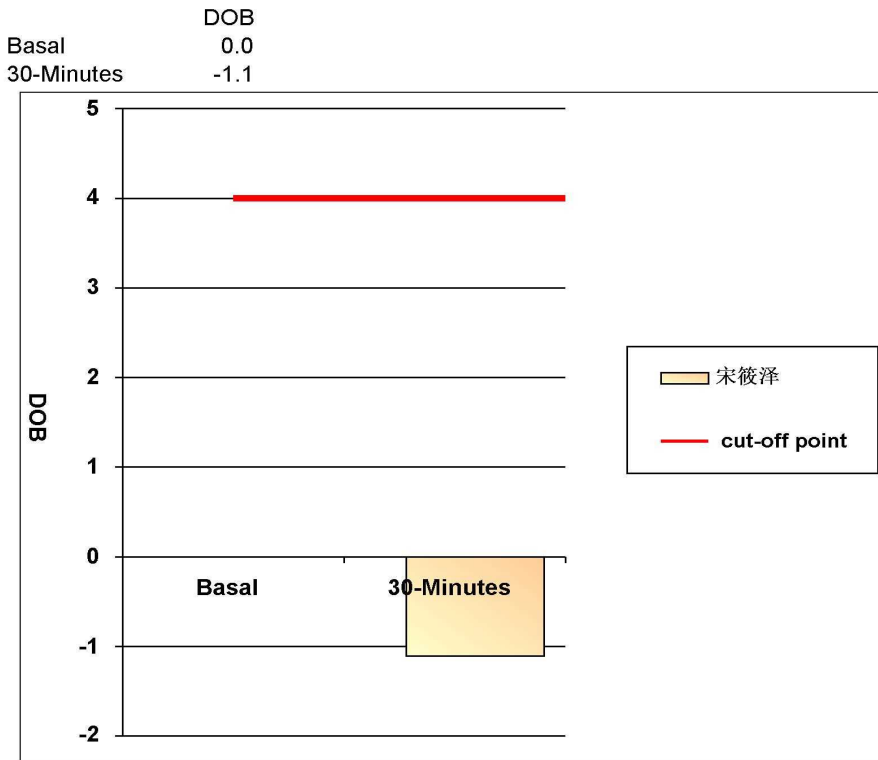 DOB
Basal 0.0
30-Minutes -1.1
5
4
3
2
1
0
-1
-2
DOB
Basal 30-Minutes
宋筱泽
cut-off point